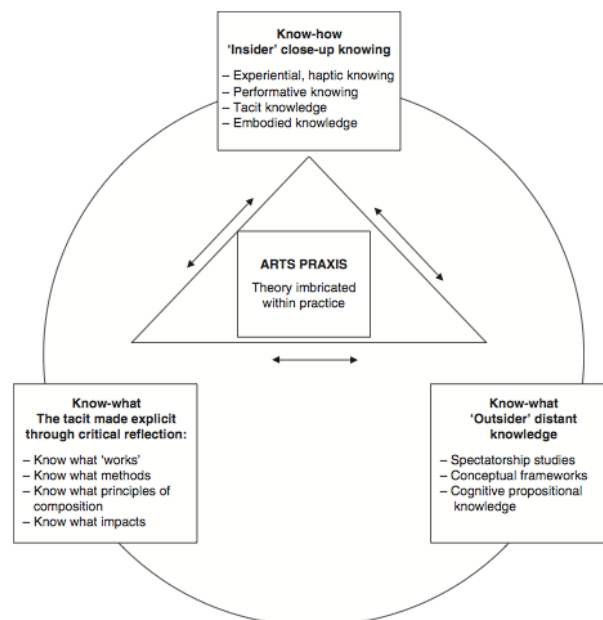 Know-how
'Insider' close-up knowing
– Experiential, haptic knowing
– Performative knowing
– Tacit knowledge
– Embodied knowledge
ARTS PRAXIS
Theory imbricated
within practice
Know-what
The tacit made explicit
through critical reflection:
– Know what 'works'
– Know what methods
– Know what principles of
composition
– Know what impacts
Know-what
'Outsider' distant
knowledge
– Spectatorship studies
– Conceptual frameworks
– Cognitive propositional
knowledge